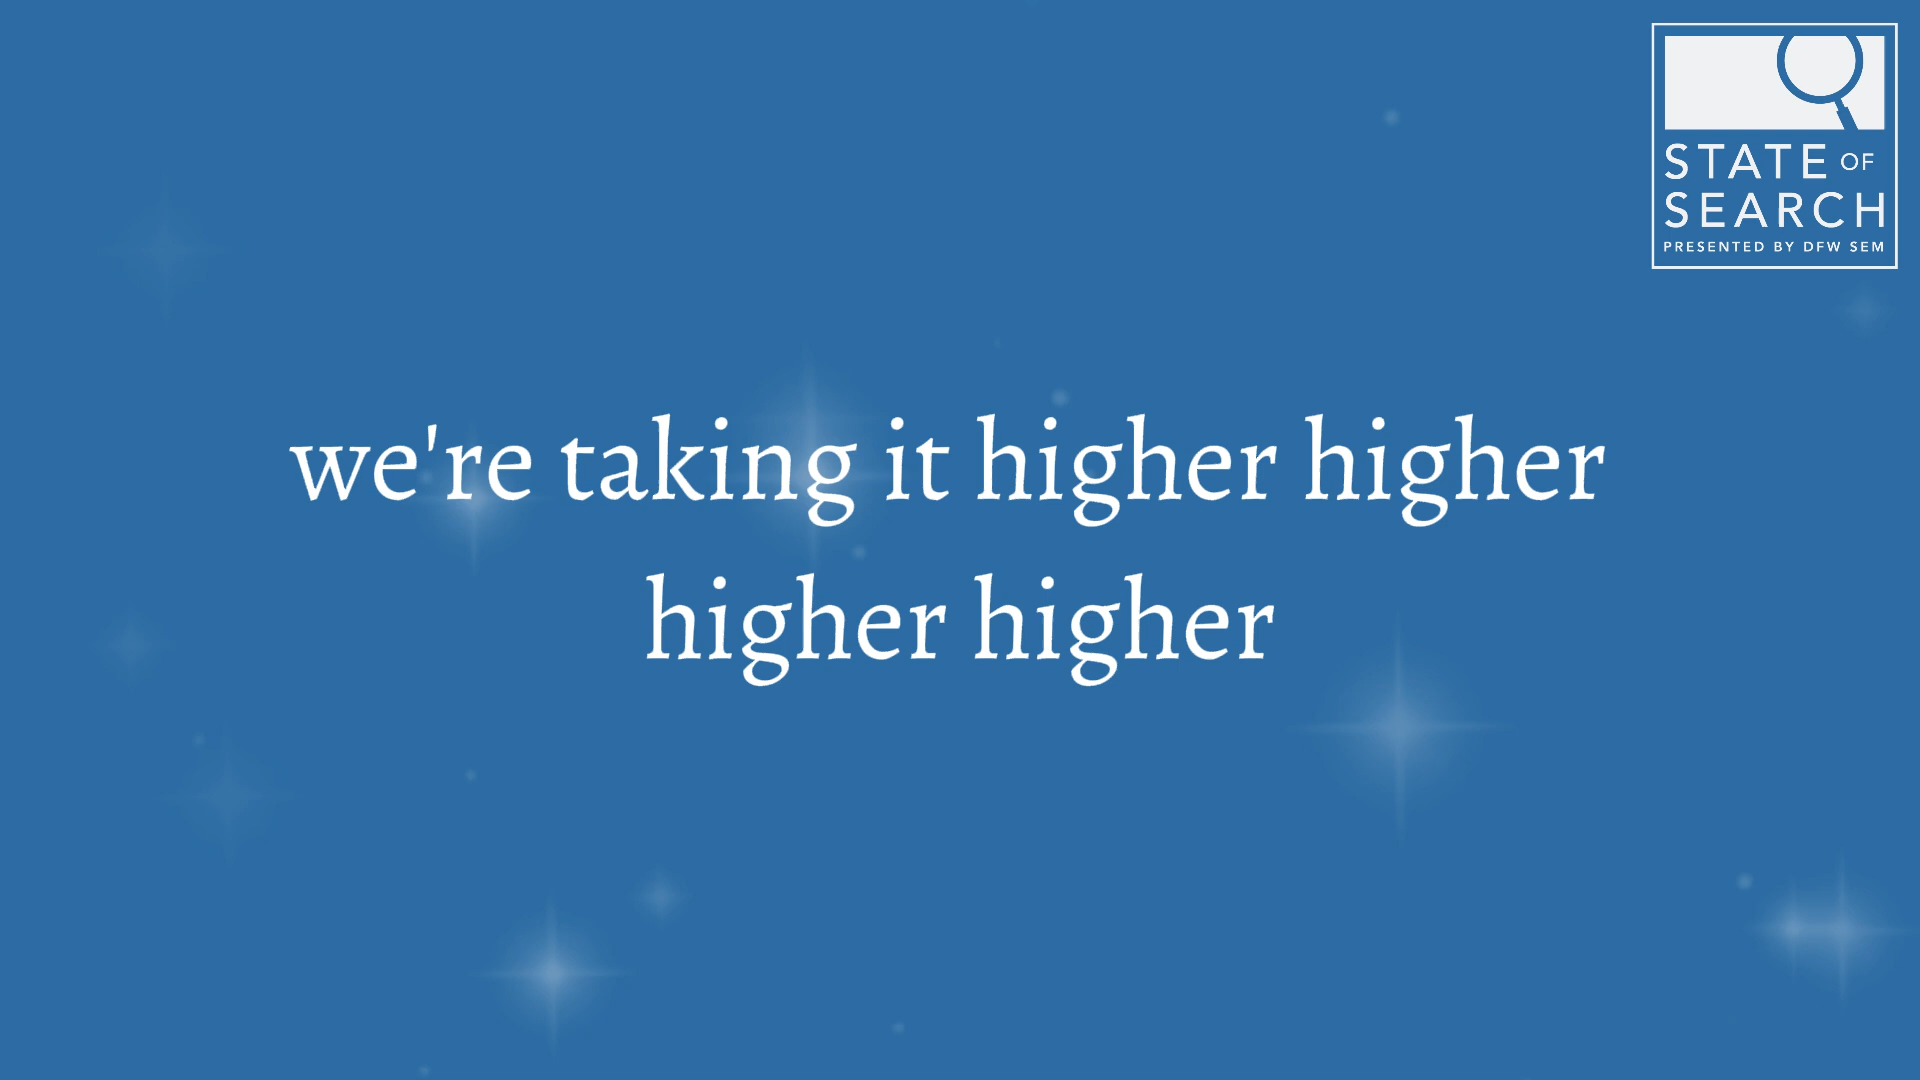 STATE OF
SEARCH
PRESENTED BY DFW SEM
we're taking it higher higher
higher higher